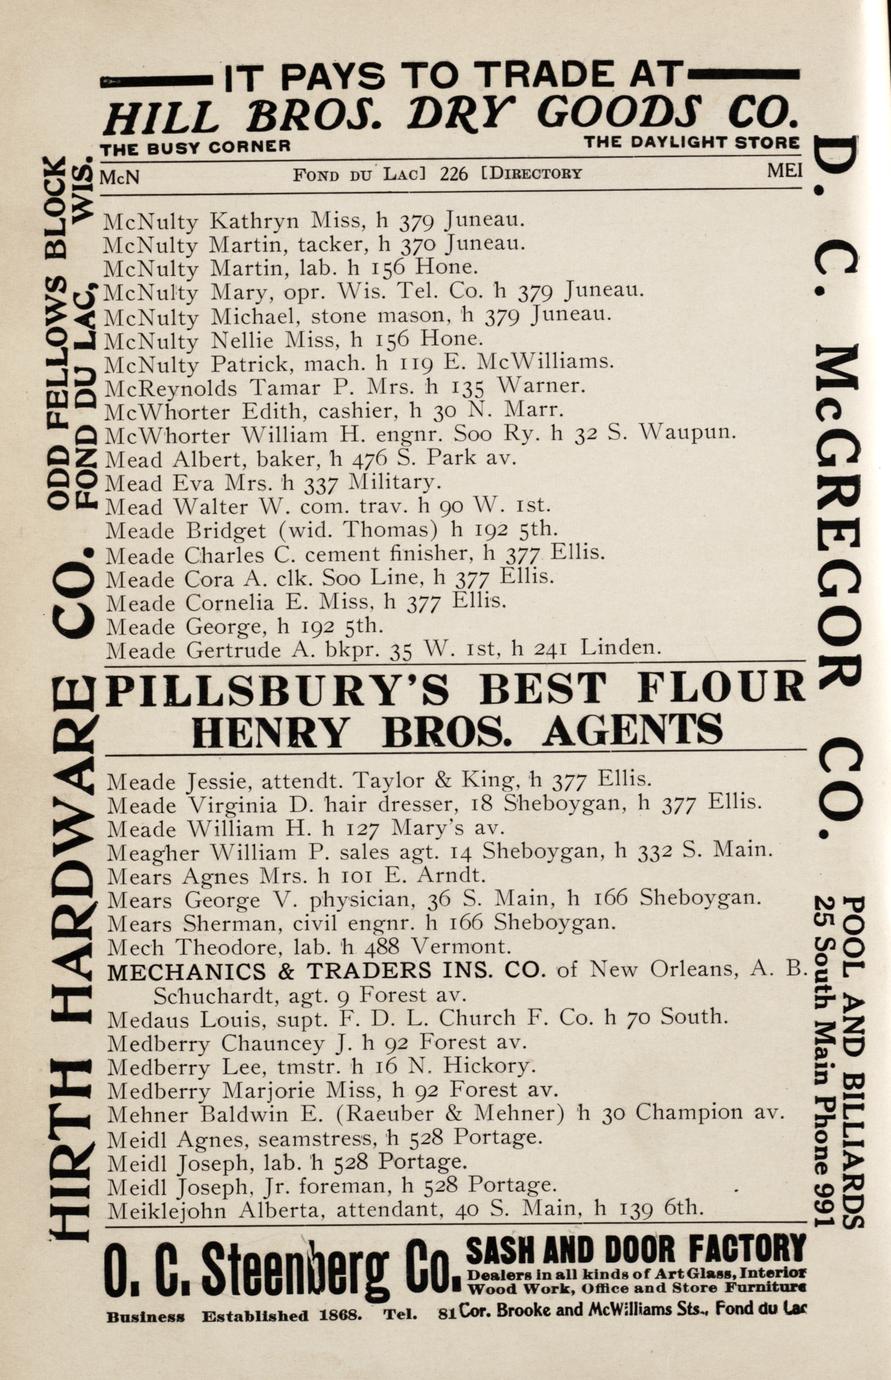 IT PAYS TO TRADE AT
HILL BROS. DRY GOODS CO.
THE BUSY CORNER THE DAYLIGHT STORE
McN FOND DU LAC] 226 [DIRECTORY MEI
McNulty Kathryn Miss, h 379 Juneau.
McNulty Martin, tacker, h 370 Juneau.
McNulty Martin, lab. h 156 Hone.
McNulty Mary, opr. Wis. Tel. Co. h 379 Juneau.
McNulty Michael, stone mason, h 379 Juneau.
McNulty Nellie Miss, h 156 Hone.
McNulty Patrick, mach. h 119 E. McWilliams.
McReynolds Tamar P. Mrs. h 135 Warner.
McWhorter Edith, cashier, h 30 N. Marr.
McWhorter William H. engnr. Soo Ry. h 32 S. Waupun.
Mead Albert, baker, h 476 S. Park av.
Mead Eva Mrs. h 337 Military.
Mead Walter W. com. trav. h 90 W. 1st.
Meade Bridget (wid. Thomas) h 192 5th.
Meade Charles C. cement finisher, h 377 Ellis.
Meade Cora A. clk. Soo Line, h 377 Ellis.
Meade Cornelia E. Miss, h 377 Ellis.
Meade George, h 192 5th.
Meade Gertrude A. bkpr. 35 W. 1st, h 241 Linden.
PILLSBURY'S BEST FLOUR
HENRY BROS. AGENTS
Meade Jessie, attendt. Taylor & King, h 377 Ellis.
Meade Virginia D. hair dresser, 18 Sheboygan, h 377 Ellis.
Meade William H. h 127 Mary's av.
Meagher William P. sales agt. 14 Sheboygan, h 332 S. Main.
Mears Agnes Mrs. h 101 E. Arndt.
Mears George V. physician, 36 S. Main, h 166 Sheboygan.
Mears Sherman, civil engnr. h 166 Sheboygan.
Mech Theodore, lab. h 488 Vermont.
MECHANICS & TRADERS INS. CO. of New Orleans, A. B.
Schuchardt, agt. 9 Forest av.
Medaus Louis, supt. F. D. L. Church F. Co. h 70 South.
Medberry Chauncey J. h 92 Forest av.
Medberry Lee, tmstr. h 16 N. Hickory.
Medberry Marjorie Miss, h 92 Forest av.
Mehner Baldwin E. (Raeuber & Mehner) h 30 Champion av.
Meidl Agnes, seamstress, h 528 Portage.
Meidl Joseph, lab. h 528 Portage.
Meidl Joseph, Jr. foreman, h 528 Portage.
Meiklejohn Alberta, attendant, 40 S. Main, h 139 6th.
O. C. Steenberg Co. SASH AND DOOR FACTORY
Dealers in all kinds of Art Glass, Interior
Wood Work, Office and Store Furniture
Business Established 1868. Tel. 81 Cor. Brooke and McWilliams Sts., Fond du Lac
HIRTH HARDWARE CO.
ODD FELLOWS BLOCK
FOND DU LAC, WIS.
D. C. McGREGOR CO.
POOL AND BILLIARDS
25 South Main Phone 991